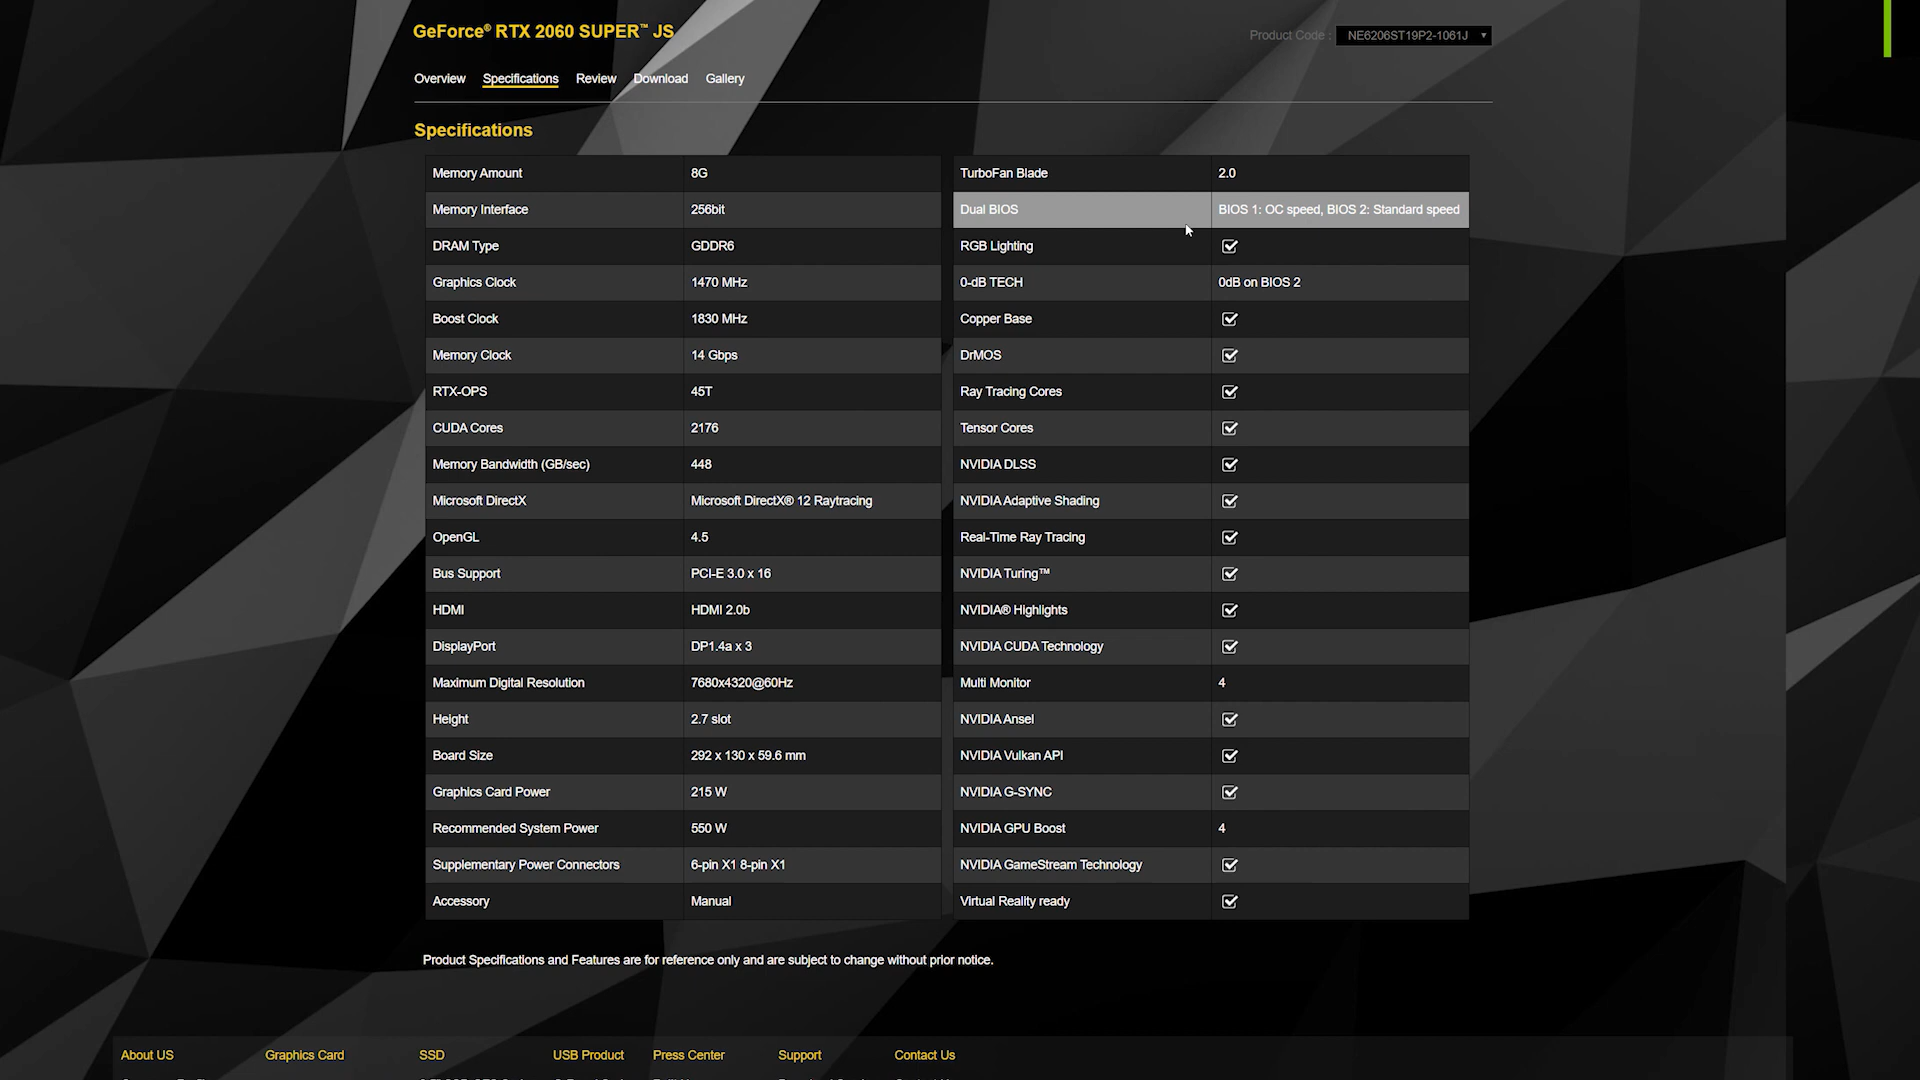 GeForce® RTX 2060 SUPER™ JS
Product Code : NE6206ST19P2-1061J
Overview Specifications Review Download Gallery
Specifications
Memory Amount 8G
Memory Interface 256bit
DRAM Type GDDR6
Graphics Clock 1470 MHz
Boost Clock 1830 MHz
Memory Clock 14 Gbps
RTX-OPS 45T
CUDA Cores 2176
Memory Bandwidth (GB/sec) 448
Microsoft DirectX Microsoft DirectX® 12 Raytracing
OpenGL 4.5
Bus Support PCI-E 3.0 x 16
HDMI HDMI 2.0b
DisplayPort DP1.4a x 3
Maximum Digital Resolution 7680x4320@60Hz
Height 2.7 slot
Board Size 292 x 130 x 59.6 mm
Graphics Card Power 215 W
Recommended System Power 550 W
Supplementary Power Connectors 6-pin X1 8-pin X1
Accessory Manual
TurboFan Blade 2.0
Dual BIOS BIOS 1: OC speed, BIOS 2: Standard speed
RGB Lighting
0-dB TECH 0dB on BIOS 2
Copper Base
DrMOS
Ray Tracing Cores
Tensor Cores
NVIDIA DLSS
NVIDIA Adaptive Shading
Real-Time Ray Tracing
NVIDIA Turing™
NVIDIA® Highlights
NVIDIA CUDA Technology
Multi Monitor 4
NVIDIA Ansel
NVIDIA Vulkan API
NVIDIA G-SYNC
NVIDIA GPU Boost 4
NVIDIA GameStream Technology
Virtual Reality ready
Product Specifications and Features are for reference only and are subject to change without prior notice.
About US Graphics Card SSD USB Product Press Center Support Contact Us